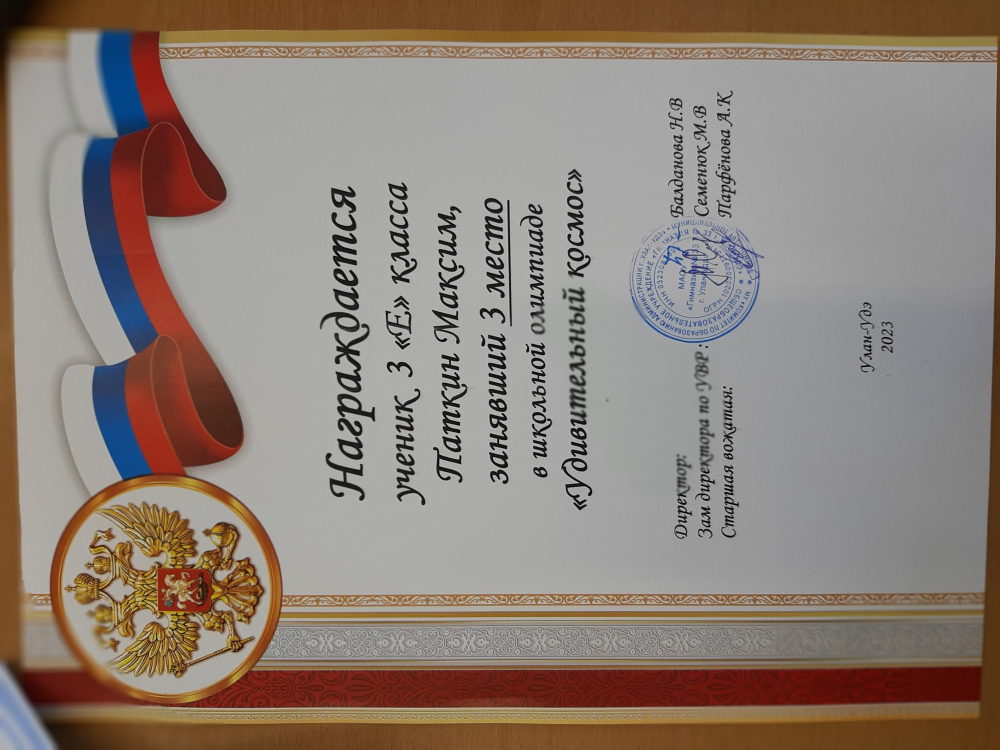 Награждается
ученик 3 «Е» класса
Паткин Максим,
занявший 3 место
в школьной олимпиаде
«Удивительный космос»
Директор: Балданова Н.В
Зам директора по УВР : Семенюк М.В
Старшая вожатая: Парфёнова А.К
Улан-Удэ
2023